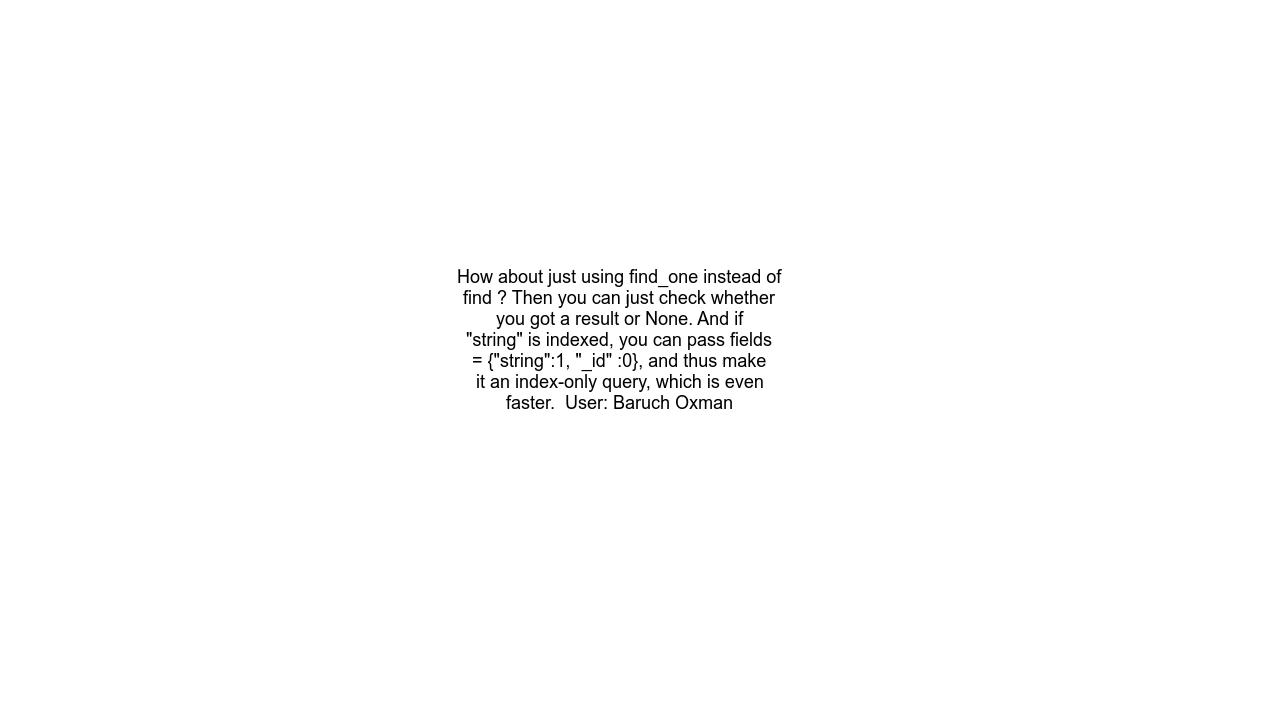 How about just using find_one instead of
find ? Then you can just check whether
you got a result or None. And if
"string" is indexed, you can pass fields
= {"string":1, "_id" :0}, and thus make
it an index-only query, which is even
faster.  User: Baruch Oxman